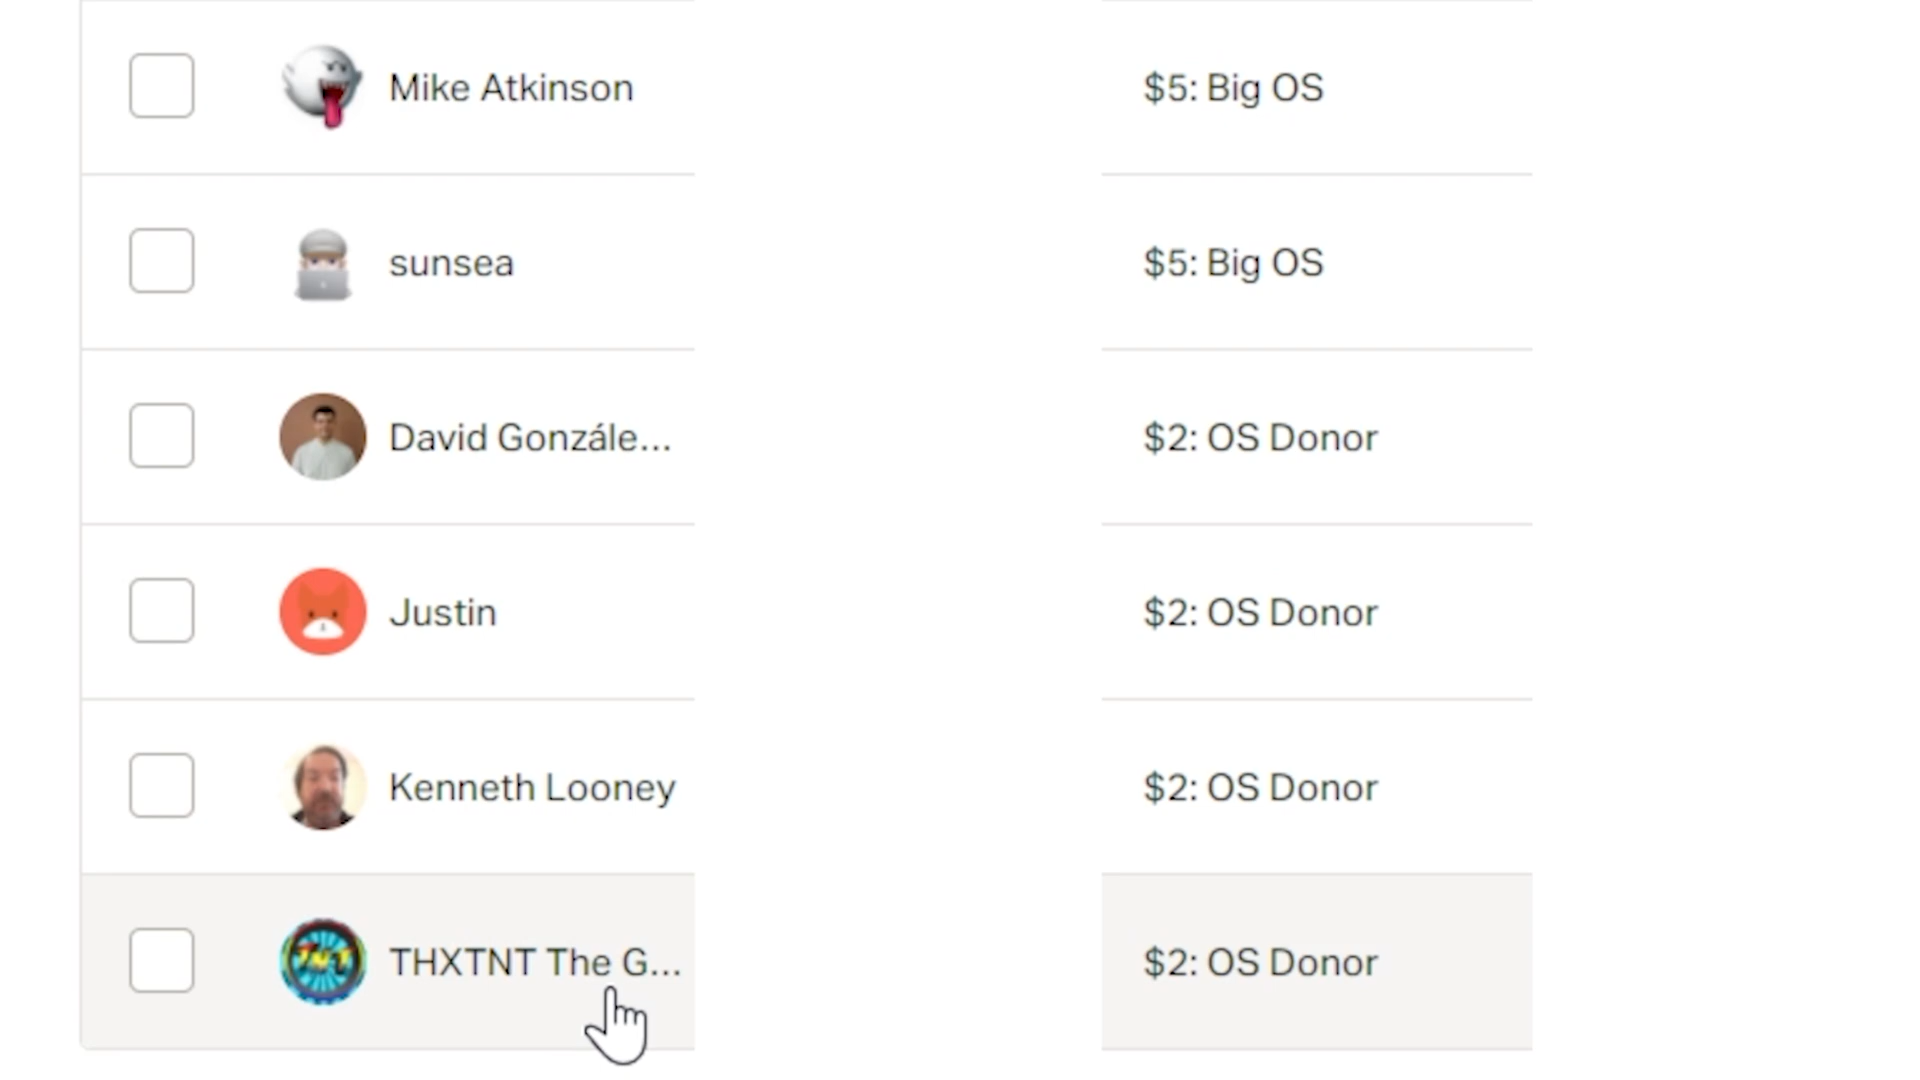 Mike Atkinson $5: Big OS
sunsea $5: Big OS
David Gonzále... $2: OS Donor
Justin $2: OS Donor
Kenneth Looney $2: OS Donor
TNT THXTNT The G... $2: OS Donor